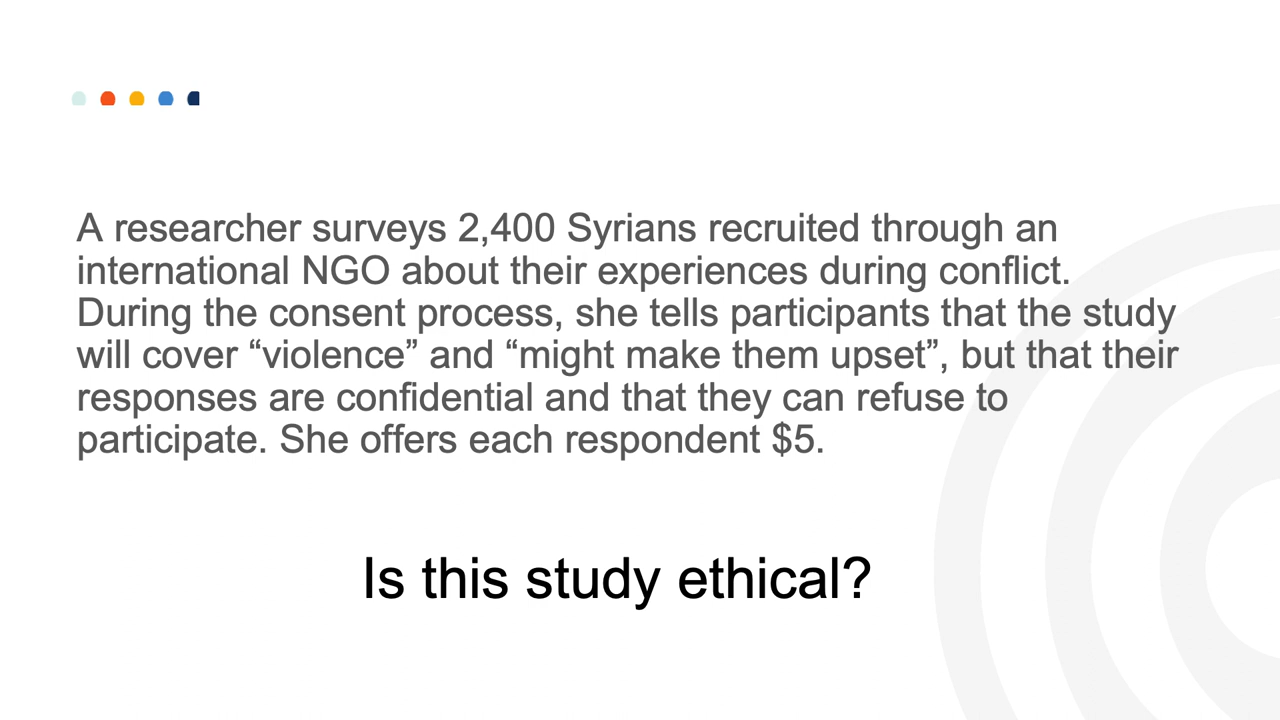 A researcher surveys 2,400 Syrians recruited through an
international NGO about their experiences during conflict.
During the consent process, she tells participants that the study
will cover “violence” and “might make them upset”, but that their
responses are confidential and that they can refuse to
participate. She offers each respondent $5.
Is this study ethical?